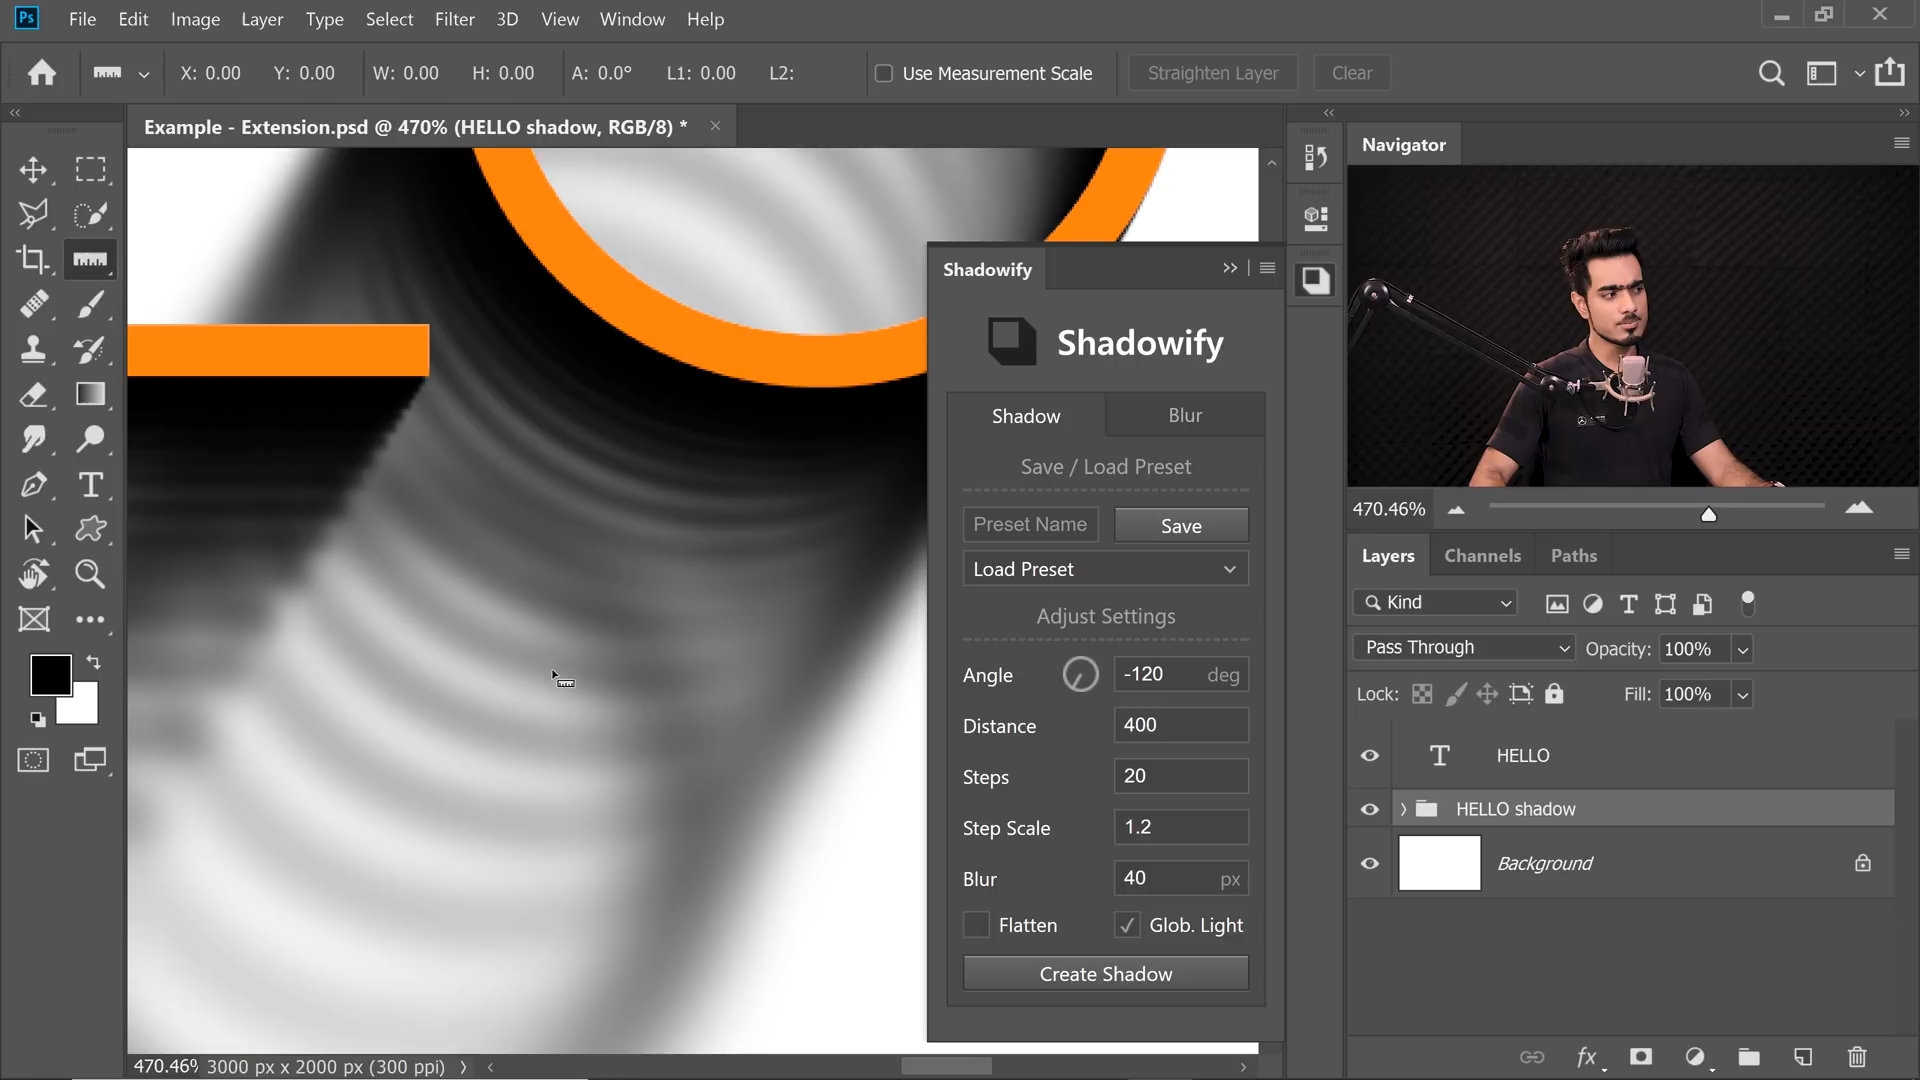 Ps File Edit Image Layer Type Select Filter 3D View Window Help
X: 0.00 Y: 0.00 W: 0.00 H: 0.00 A: 0.0° L1: 0.00 L2: Use Measurement Scale Straighten Layer Clear
Example - Extension.psd @ 470% (HELLO shadow, RGB/8) *
Navigator
Shadowify
Shadowify
Shadow Blur
Save / Load Preset
Preset Name Save
Load Preset
Adjust Settings
Angle -120 deg
Distance 400
Steps 20
Step Scale 1.2
Blur 40 px
Flatten Glob. Light
Create Shadow
470.46%
Layers Channels Paths
Kind
Pass Through Opacity: 100%
Lock: Fill: 100%
T HELLO
HELLO shadow
Background
fx
470.46% 3000 px x 2000 px (300 ppi)